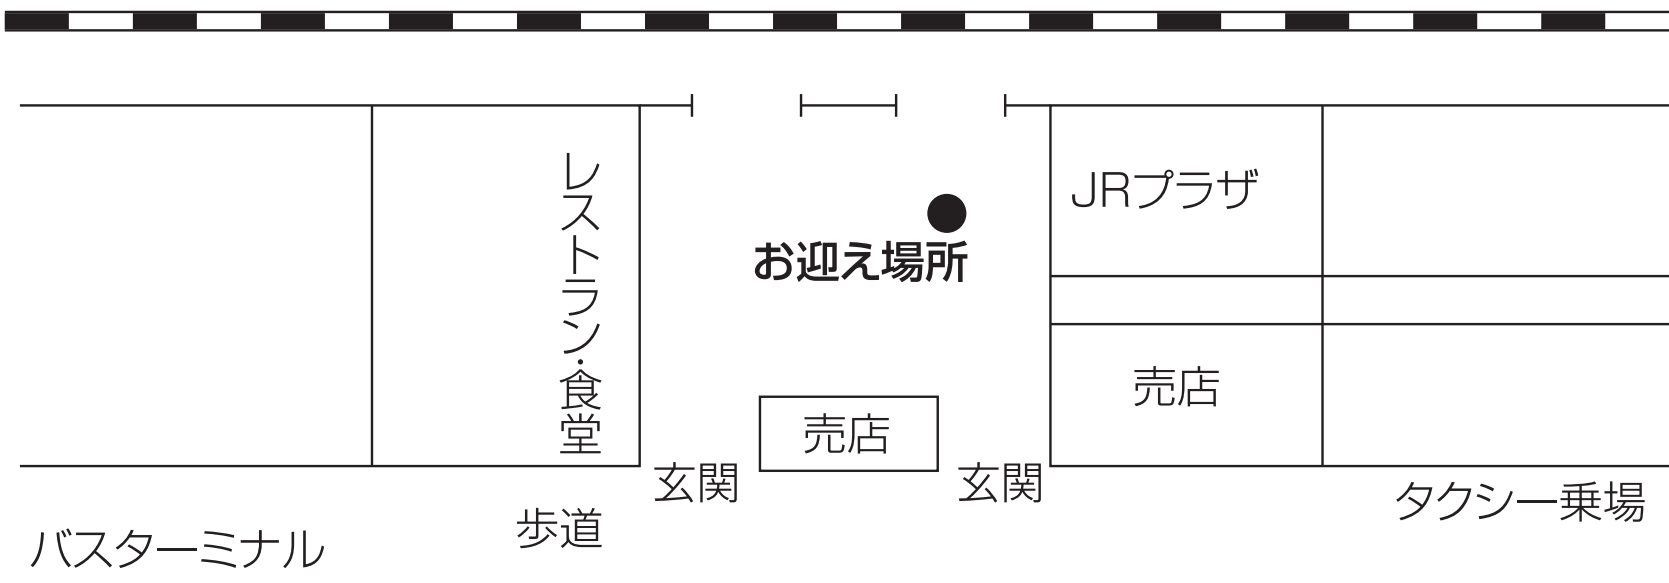 レストラン・食堂
お迎え場所
JRプラザ
売店
売店
玄関
玄関
タクシー乗場
歩道
バスターミナル